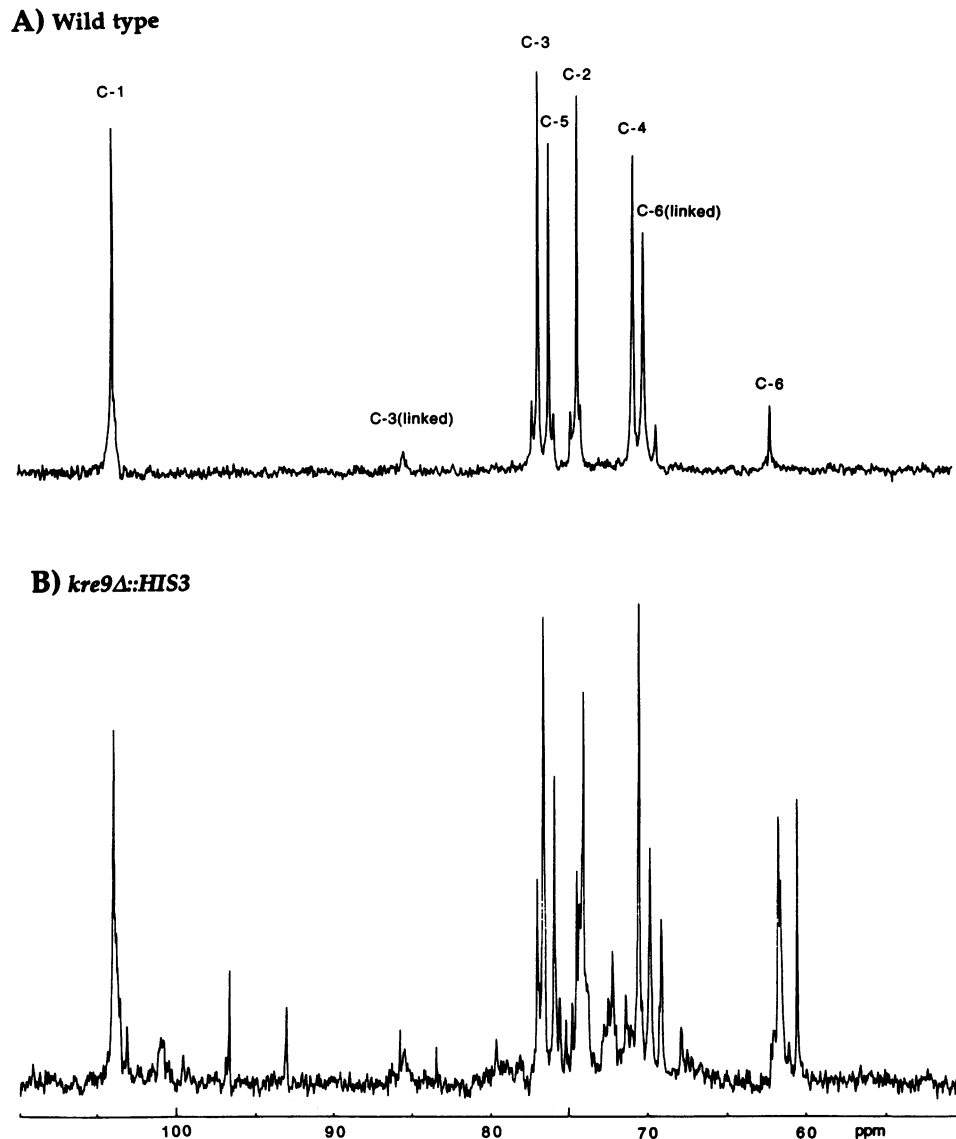 A) Wild type
C-3
C-2
C-1
C-5
C-4
C-6(linked)
C-6
C-3(linked)
B) kre9Δ::HIS3
100 80 70 60 ppm